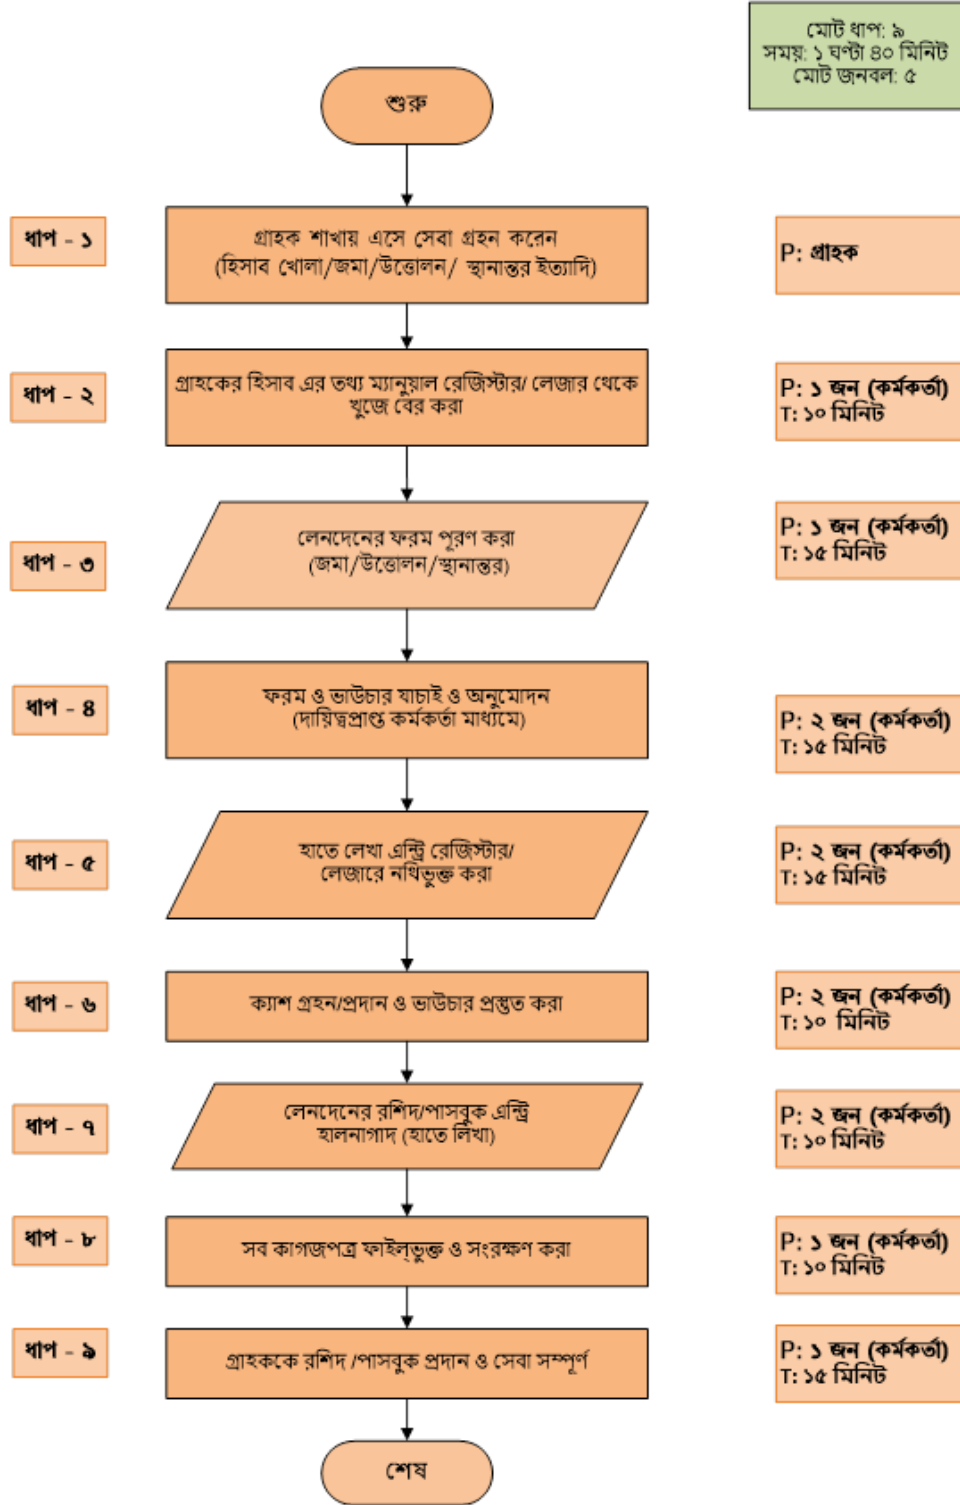 মোট ধাপ: ৯
সময়: ১ ঘণ্টা ৪০ মিনিট
মোট জনবল: ৫
শুরু
ধাপ - ১
গ্রাহক শাখায় এসে সেবা গ্রহন করেন
(হিসাব খোলা/জমা/উত্তোলন/ স্থানান্তর ইত্যাদি)
P: গ্রাহক
ধাপ - ২
গ্রাহকের হিসাব এর তথ্য ম্যানুয়াল রেজিস্টার/ লেজার থেকে
খুজে বের করা
P: ১ জন (কর্মকর্তা)
T: ১০ মিনিট
ধাপ - ৩
লেনদেনের ফরম পূরণ করা
(জমা/উত্তোলন/স্থানান্তর)
P: ১ জন (কর্মকর্তা)
T: ১৫ মিনিট
ধাপ - ৪
ফরম ও ভাউচার যাচাই ও অনুমোদন
(দায়িত্বপ্রাপ্ত কর্মকর্তা মাধ্যমে)
P: ২ জন (কর্মকর্তা)
T: ১৫ মিনিট
ধাপ - ৫
হাতে লেখা এন্ট্রি রেজিস্টার/
লেজারে নথিভুক্ত করা
P: ২ জন (কর্মকর্তা)
T: ১৫ মিনিট
ধাপ - ৬
ক্যাশ গ্রহন/প্রদান ও ভাউচার প্রস্তুত করা
P: ২ জন (কর্মকর্তা)
T: ১০ মিনিট
ধাপ - ৭
লেনদেনের রশিদ/পাসবুক এন্ট্রি
হালনাগাদ (হাতে লিখা)
P: ২ জন (কর্মকর্তা)
T: ১০ মিনিট
ধাপ - ৮
সব কাগজপত্র ফাইল্ভুক্ত ও সংরক্ষণ করা
P: ১ জন (কর্মকর্তা)
T: ১০ মিনিট
ধাপ - ৯
গ্রাহককে রশিদ /পাসবুক প্রদান ও সেবা সম্পূর্ণ
P: ১ জন (কর্মকর্তা)
T: ১৫ মিনিট
শেষ